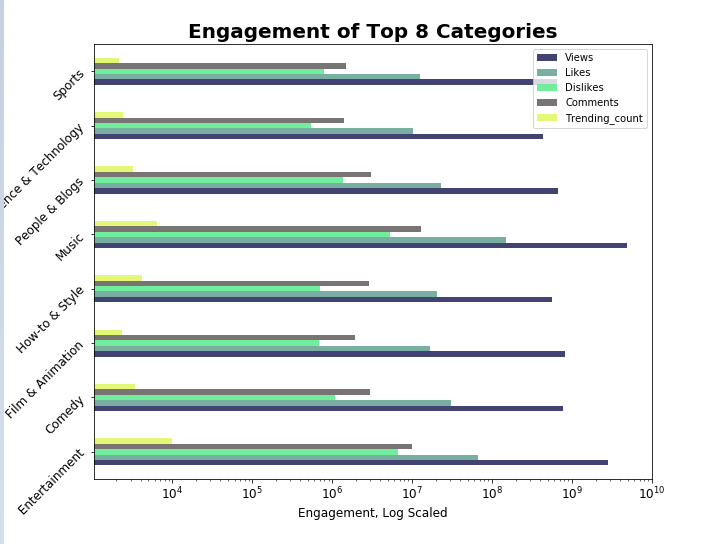 Engagement of Top 8 Categories
Views
Likes
Dislikes
Comments
Trending_count
Sports
ence & Technology
People & Blogs
Music
How-to & Style
Film & Animation
Comedy
Entertainment
10⁴ 10⁵ 10⁶ 10⁷ 10⁸ 10⁹ 10¹⁰
Engagement, Log Scaled